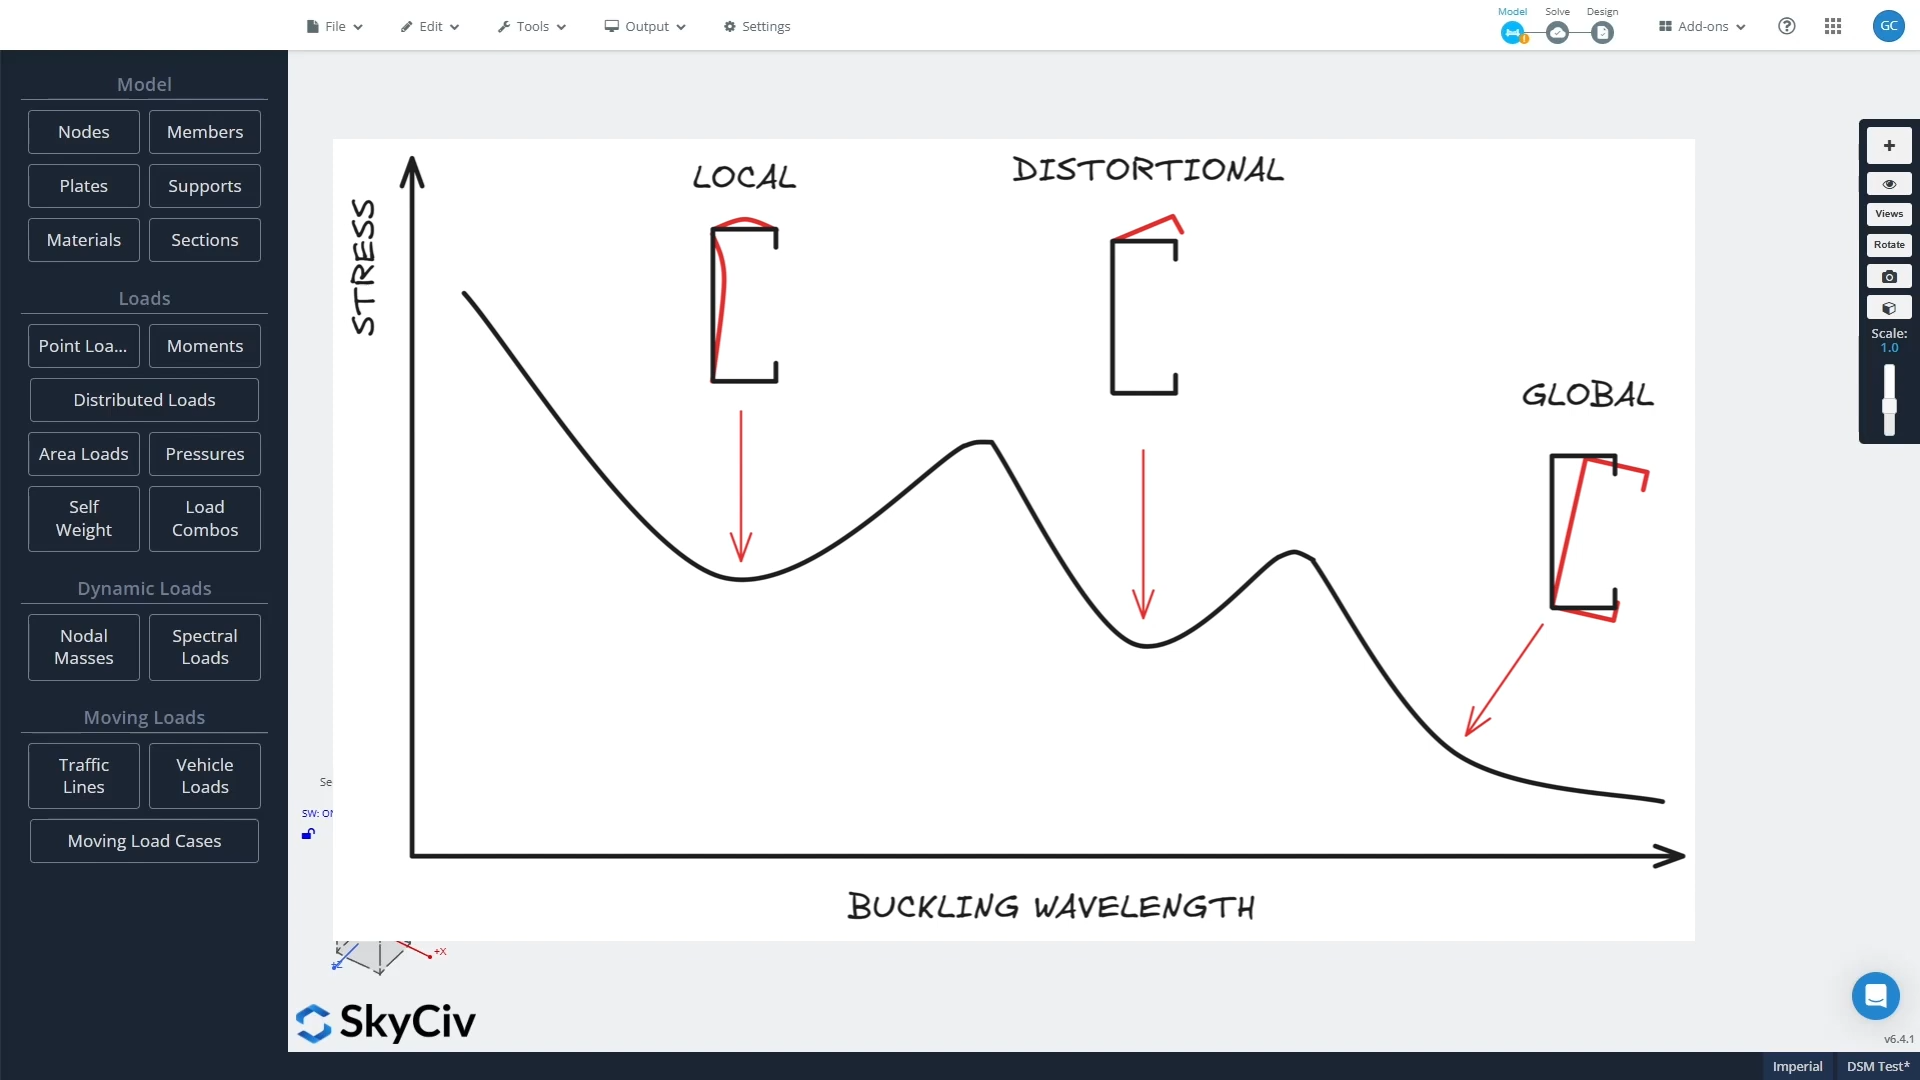 File
Edit
Tools
Output
Settings
Model
Solve
Design
Add-ons
GC
Model
Nodes
Members
Plates
Supports
Materials
Sections
Loads
Point Loa...
Moments
Distributed Loads
Area Loads
Pressures
Self
Weight
Load
Combos
Dynamic Loads
Nodal
Masses
Spectral
Loads
Moving Loads
Traffic
Lines
Vehicle
Loads
Moving Load Cases
STRESS
LOCAL
DISTORTIONAL
GLOBAL
BUCKLING WAVELENGTH
Se
SW: ON
+X
+Z
SkyCiv
Views
Rotate
Scale:
1.0
v6.4.1
Imperial
DSM Test*